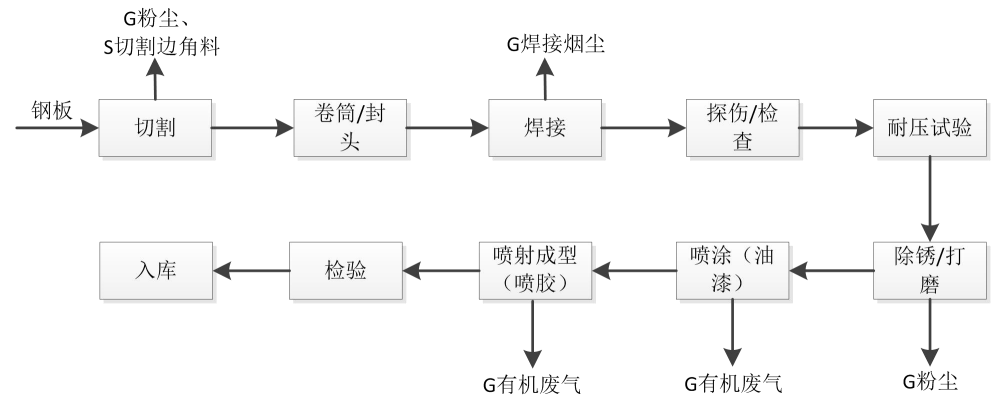 G粉尘、
S切割边角料
G焊接烟尘
钢板
切割
卷筒/封
头
焊接
探伤/检
查
耐压试验
入库
检验
喷射成型
（喷胶）
喷涂（油
漆）
除锈/打
磨
G有机废气
G有机废气
G粉尘